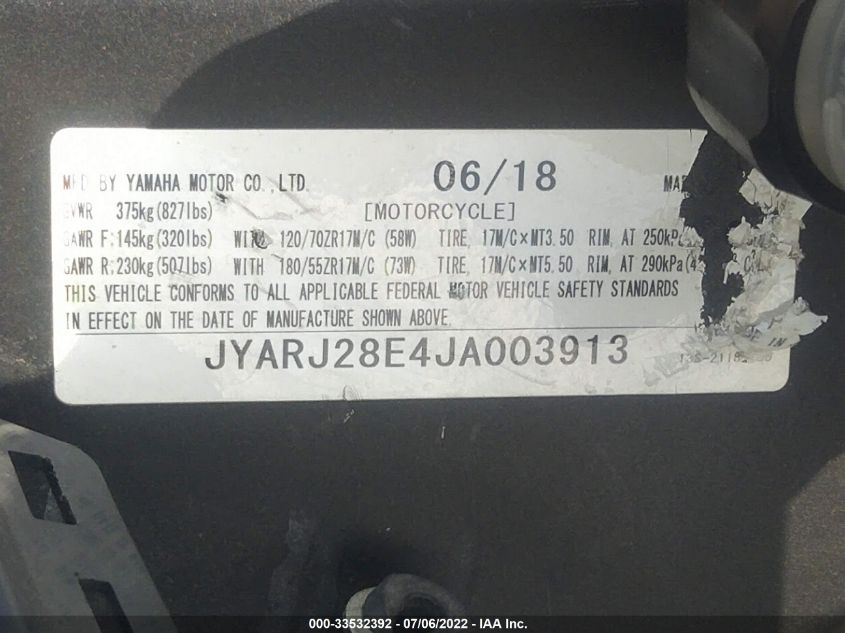 MFD BY YAMAHA MOTOR CO.,LTD. 06/18
GVWR 375kg(827lbs) [MOTORCYCLE]
GAWR F:145kg(320lbs) WITH 120/70ZR17M/C (58W) TIRE, 17M/C×MT3.50 RIM, AT 250kP
GAWR R:230kg(507lbs) WITH 180/55ZR17M/C (73W) TIRE, 17M/C×MT5.50 RIM, AT 290kPa(4
THIS VEHICLE CONFORMS TO ALL APPLICABLE FEDERAL MOTOR VEHICLE SAFETY STANDARDS
IN EFFECT ON THE DATE OF MANUFACTURE SHOWN ABOVE.
JYARJ28E4JA003913
000-33532392 - 07/06/2022 - IAA Inc.